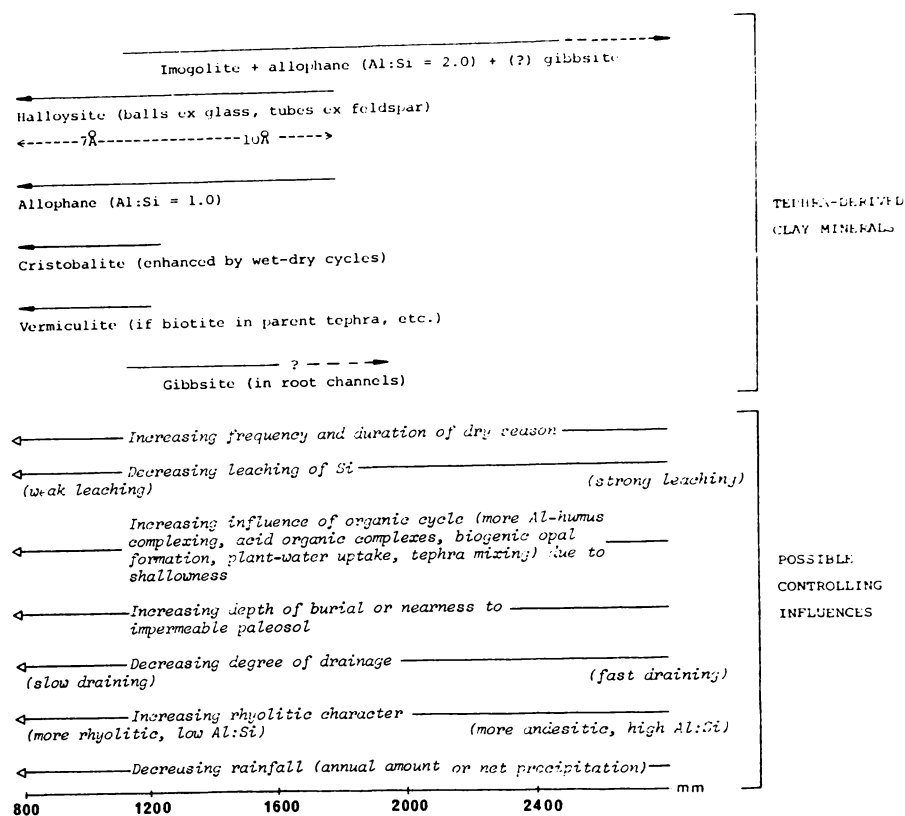 Imogolite + allophane (Al:Si = 2.0) + (?) gibbsite
Halloysite (balls ex glass, tubes ex feldspar)
7Å 10Å
Allophane (Al:Si = 1.0)
Cristobalite (enhanced by wet-dry cycles)
Vermiculite (if biotite in parent tephra, etc.)
?
Gibbsite (in root channels)
TEPHRA-DERIVED
CLAY MINERALS
Increasing frequency and duration of dry season
Decreasing leaching of Si
(weak leaching) (strong leaching)
Increasing influence of organic cycle (more Al-humus
complexing, acid organic complexes, biogenic opal
formation, plant-water uptake, tephra mixing) due to
shallowness
Increasing depth of burial or nearness to
impermeable paleosol
Decreasing degree of drainage
(slow draining) (fast draining)
Increasing rhyolitic character
(more rhyolitic, low Al:Si) (more andesitic, high Al:Si)
Decreasing rainfall (annual amount or net precipitation)
POSSIBLE
CONTROLLING
INFLUENCES
mm
800 1200 1600 2000 2400